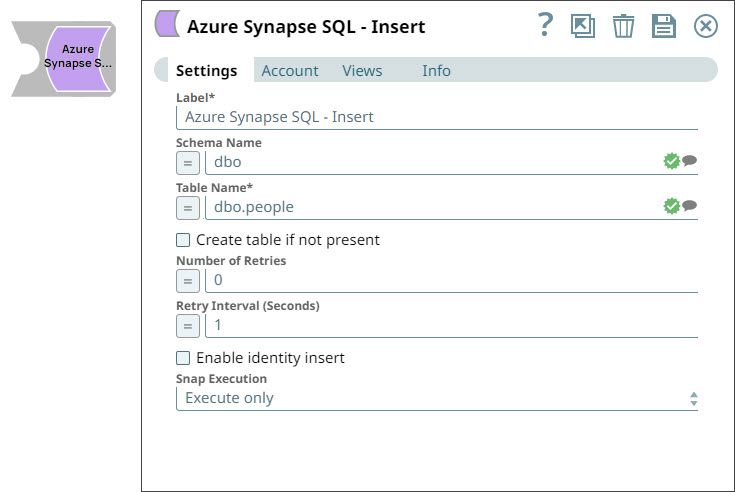 Azure
Synapse S...
Azure Synapse SQL - Insert
?
Settings Account Views Info
Label*
Azure Synapse SQL - Insert
Schema Name
= dbo
Table Name*
= dbo.people
Create table if not present
Number of Retries
= 0
Retry Interval (Seconds)
= 1
Enable identity insert
Snap Execution
Execute only